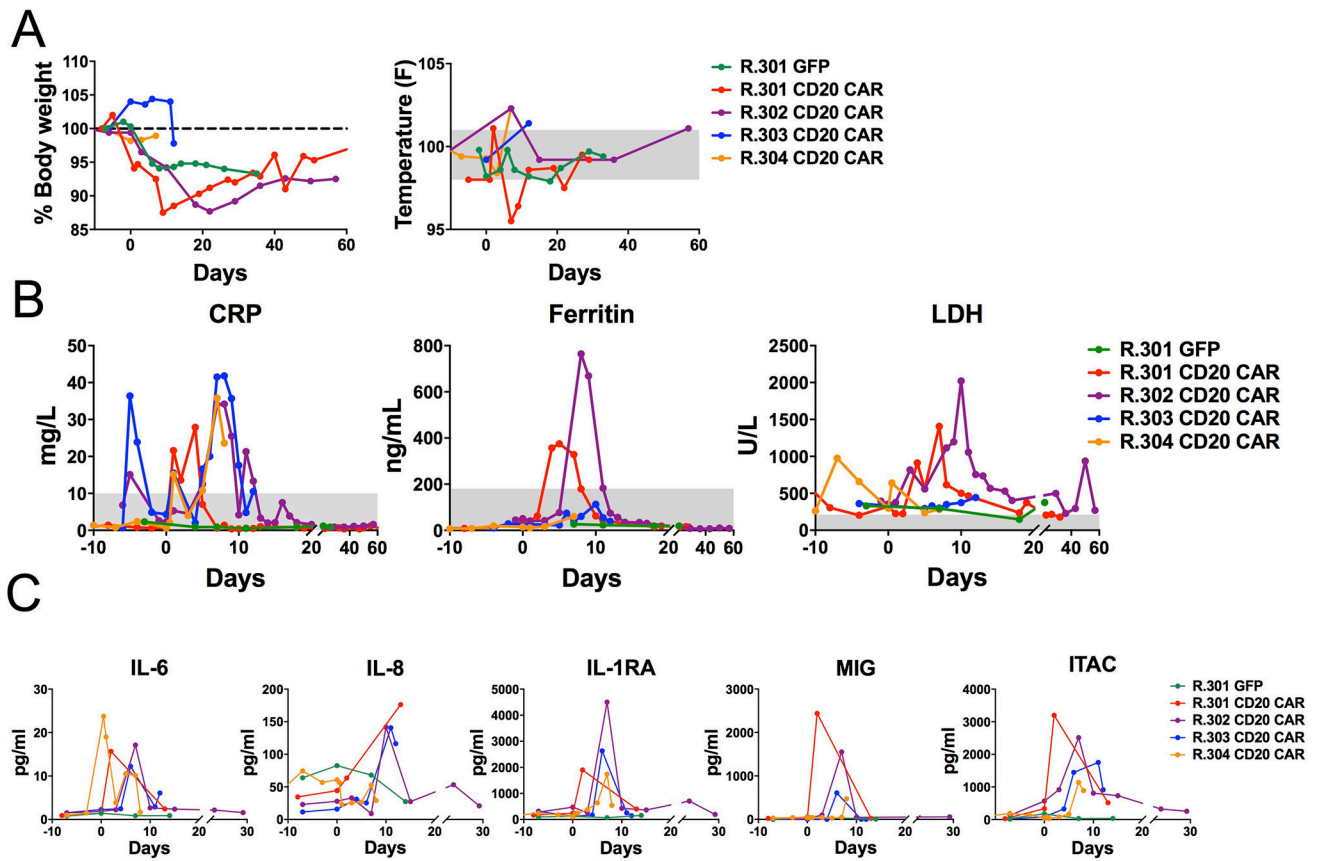 A
% Body weight
110
105
100
95
90
85
0
20
40
60
Days
Temperature (F)
105
100
95
0
20
40
60
Days
R.301 GFP
R.301 CD20 CAR
R.302 CD20 CAR
R.303 CD20 CAR
R.304 CD20 CAR
B
CRP
mg/L
50
40
30
20
10
0
-10
0
10
20
40
60
Days
Ferritin
ng/mL
800
600
400
200
0
-10
0
10
20
40
60
Days
LDH
U/L
2500
2000
1500
1000
500
0
-10
0
10
20
40
60
Days
R.301 GFP
R.301 CD20 CAR
R.302 CD20 CAR
R.303 CD20 CAR
R.304 CD20 CAR
C
IL-6
pg/ml
30
20
10
0
-10
0
10
20
30
Days
IL-8
pg/ml
200
150
100
50
0
-10
0
10
20
30
Days
IL-1RA
pg/ml
5000
4000
3000
2000
1000
0
-10
0
10
20
30
Days
MIG
pg/ml
3000
2000
1000
0
-10
0
10
20
30
Days
ITAC
pg/ml
4000
3000
2000
1000
0
-10
0
10
20
30
Days
R.301 GFP
R.301 CD20 CAR
R.302 CD20 CAR
R.303 CD20 CAR
R.304 CD20 CAR